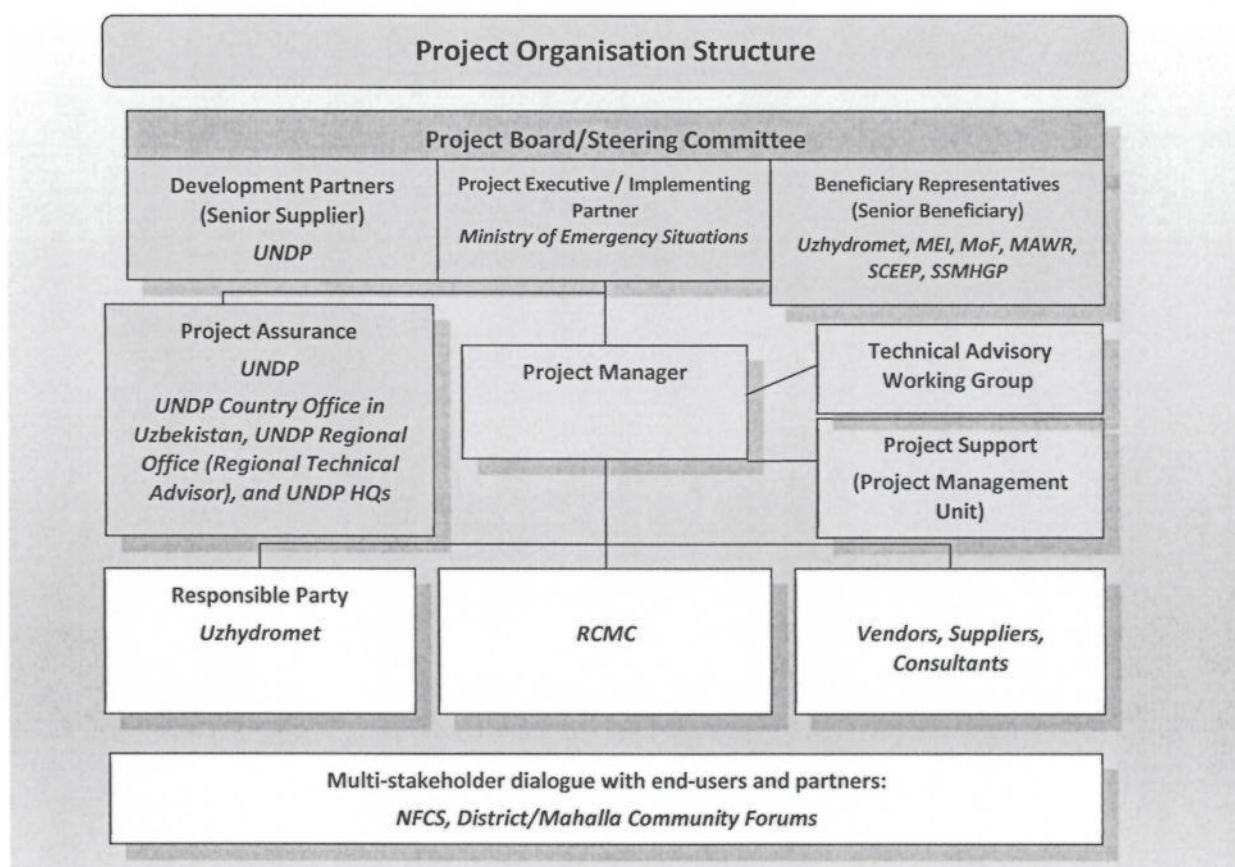 Project Organisation Structure
Project Board/Steering Committee
Development Partners
(Senior Supplier)
UNDP
Project Executive / Implementing
Partner
Ministry of Emergency Situations
Beneficiary Representatives
(Senior Beneficiary)
Uzhydromet, MEI, MoF, MAWR,
SCEEP, SSMHGP
Project Assurance
UNDP
UNDP Country Office in
Uzbekistan, UNDP Regional
Office (Regional Technical
Advisor), and UNDP HQs
Project Manager
Technical Advisory
Working Group
Project Support
(Project Management
Unit)
Responsible Party
Uzhydromet
RCMC
Vendors, Suppliers,
Consultants
Multi-stakeholder dialogue with end-users and partners:
NFCS, District/Mahalla Community Forums